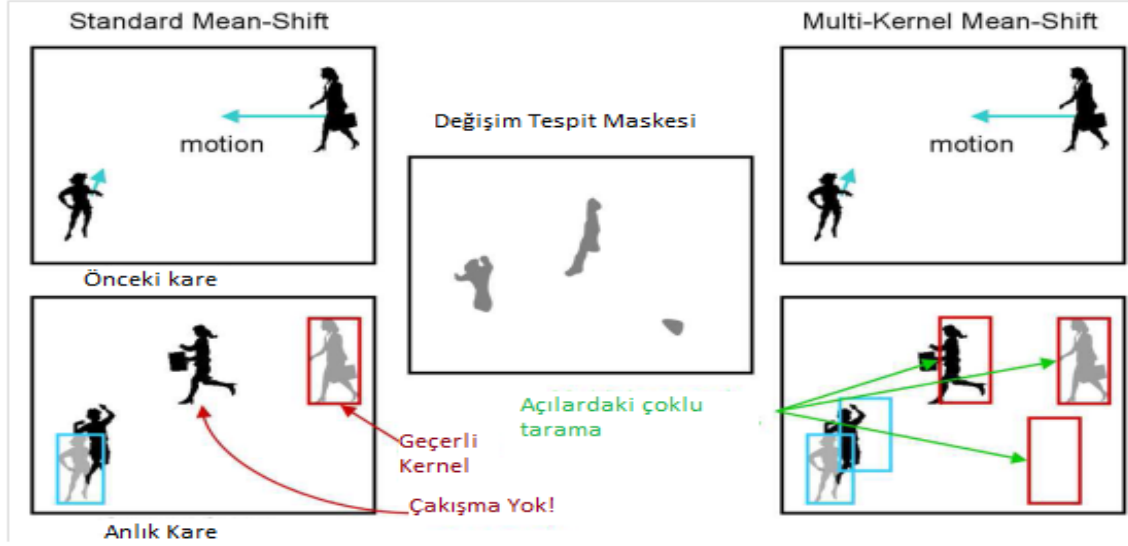 Standard Mean-Shift
Multi-Kernel Mean-Shift
motion
Değişim Tespit Maskesi
motion
Önceki kare
Açılardaki çoklu
tarama
Geçerli
Kernel
Çakışma Yok!
Anlık Kare